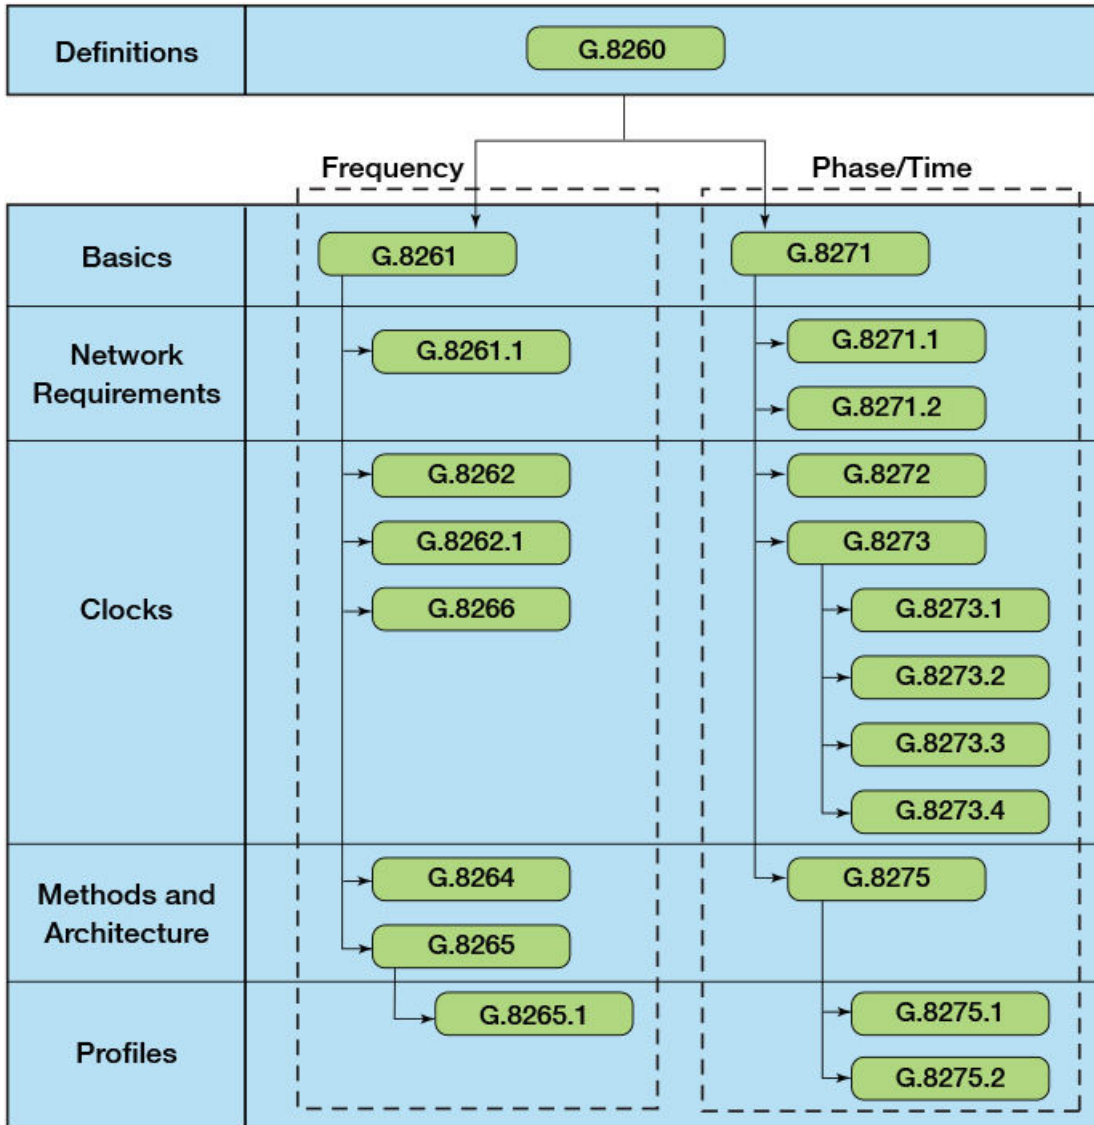 Definitions
G.8260
Frequency
Phase/Time
Basics
G.8261
G.8271
Network
Requirements
G.8261.1
G.8271.1
G.8271.2
Clocks
G.8262
G.8272
G.8262.1
G.8273
G.8266
G.8273.1
G.8273.2
G.8273.3
G.8273.4
Methods and
Architecture
G.8264
G.8275
G.8265
Profiles
G.8265.1
G.8275.1
G.8275.2